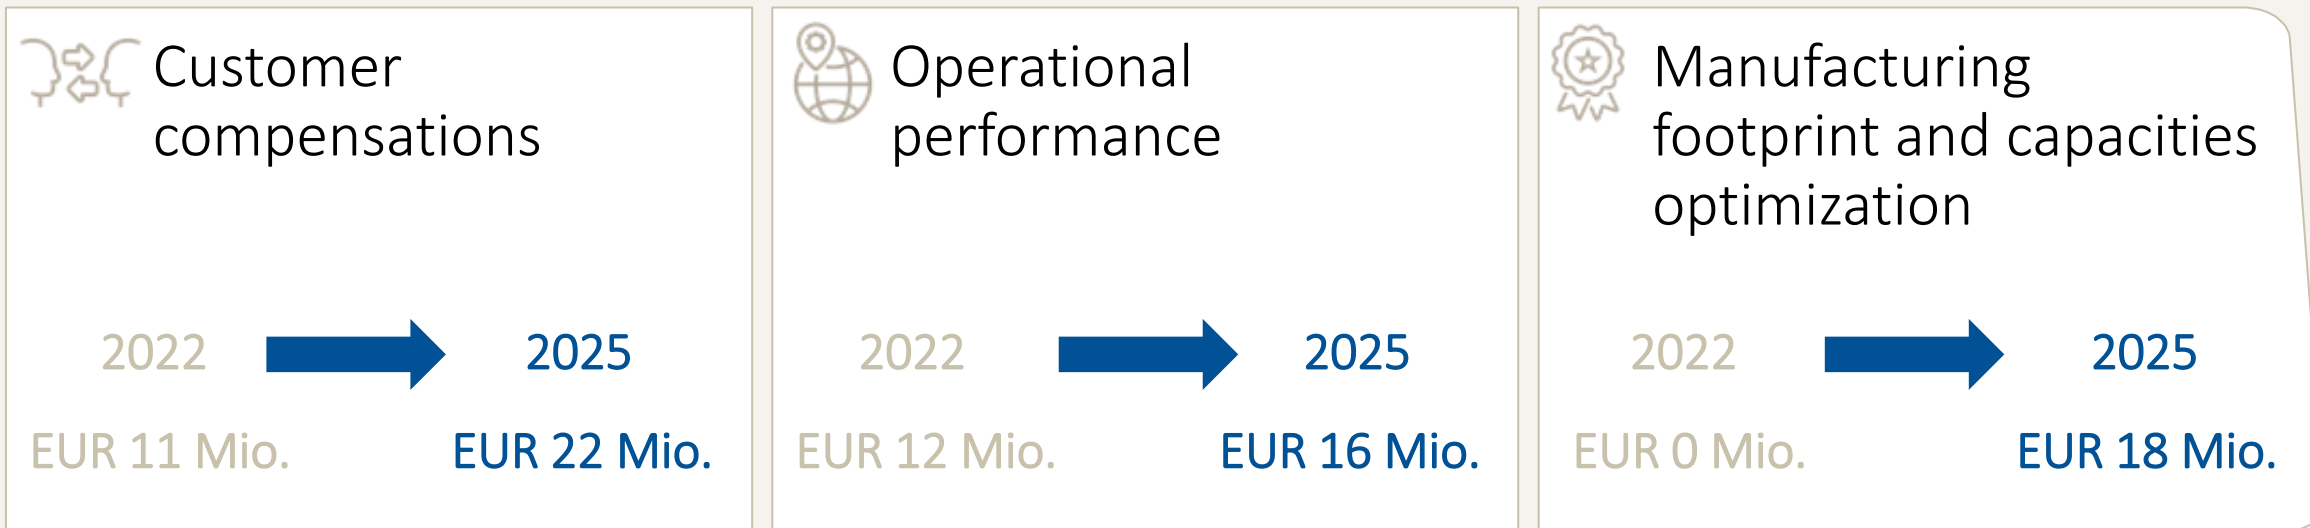 Customer
compensations
2022
2025
EUR 11 Mio.
EUR 22 Mio.
Operational
performance
2022
2025
EUR 12 Mio.
EUR 16 Mio.
Manufacturing
footprint and capacities
optimization
2022
2025
EUR 0 Mio.
EUR 18 Mio.